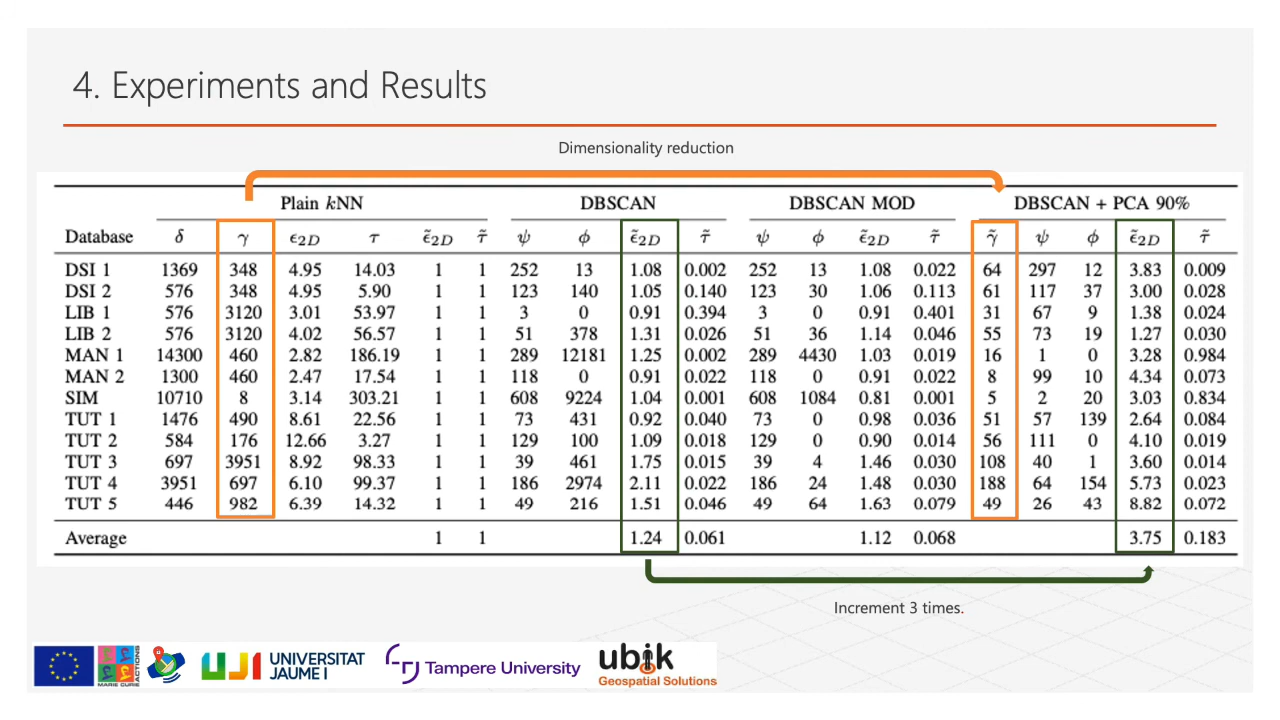 4. Experiments and Results
Dimensionality reduction
Plain kNN DBSCAN DBSCAN MOD DBSCAN + PCA 90%
Database δ γ ϵ2D τ ϵ̃2D τ̃ ψ ϕ ϵ̃2D τ̃ ψ ϕ ϵ̃2D τ̃ γ̃ ψ ϕ ϵ̃2D τ̃
DSI 1 1369 348 4.95 14.03 1 1 252 13 1.08 0.002 252 13 1.08 0.022 64 297 12 3.83 0.009
DSI 2 576 348 4.95 5.90 1 1 123 140 1.05 0.140 123 30 1.06 0.113 61 117 37 3.00 0.028
LIB 1 576 3120 3.01 53.97 1 1 3 0 0.91 0.394 3 0 0.91 0.401 31 67 9 1.38 0.024
LIB 2 576 3120 4.02 56.57 1 1 51 378 1.31 0.026 51 36 1.14 0.046 55 73 19 1.27 0.030
MAN 1 14300 460 2.82 186.19 1 1 289 12181 1.25 0.002 289 4430 1.03 0.019 16 1 0 3.28 0.984
MAN 2 1300 460 2.47 17.54 1 1 118 0 0.91 0.022 118 0 0.91 0.022 8 99 10 4.34 0.073
SIM 10710 8 3.14 303.21 1 1 608 9224 1.04 0.001 608 1084 0.81 0.001 5 2 20 3.03 0.834
TUT 1 1476 490 8.61 22.56 1 1 73 431 0.92 0.040 73 0 0.98 0.036 51 57 139 2.64 0.084
TUT 2 584 176 12.66 3.27 1 1 129 100 1.09 0.018 129 0 0.90 0.014 56 111 0 4.10 0.019
TUT 3 697 3951 8.92 98.33 1 1 39 461 1.75 0.015 39 4 1.46 0.030 108 40 1 3.60 0.014
TUT 4 3951 697 6.10 99.37 1 1 186 2974 2.11 0.022 186 24 1.48 0.030 188 64 154 5.73 0.023
TUT 5 446 982 6.39 14.32 1 1 49 216 1.51 0.046 49 64 1.63 0.079 49 26 43 8.82 0.072
Average 1 1 1.24 0.061 1.12 0.068 3.75 0.183
Increment 3 times.
MARIE CURIE
ACTIONS
UJI UNIVERSITAT
JAUME I
Tampere University
ubik
Geospatial Solutions